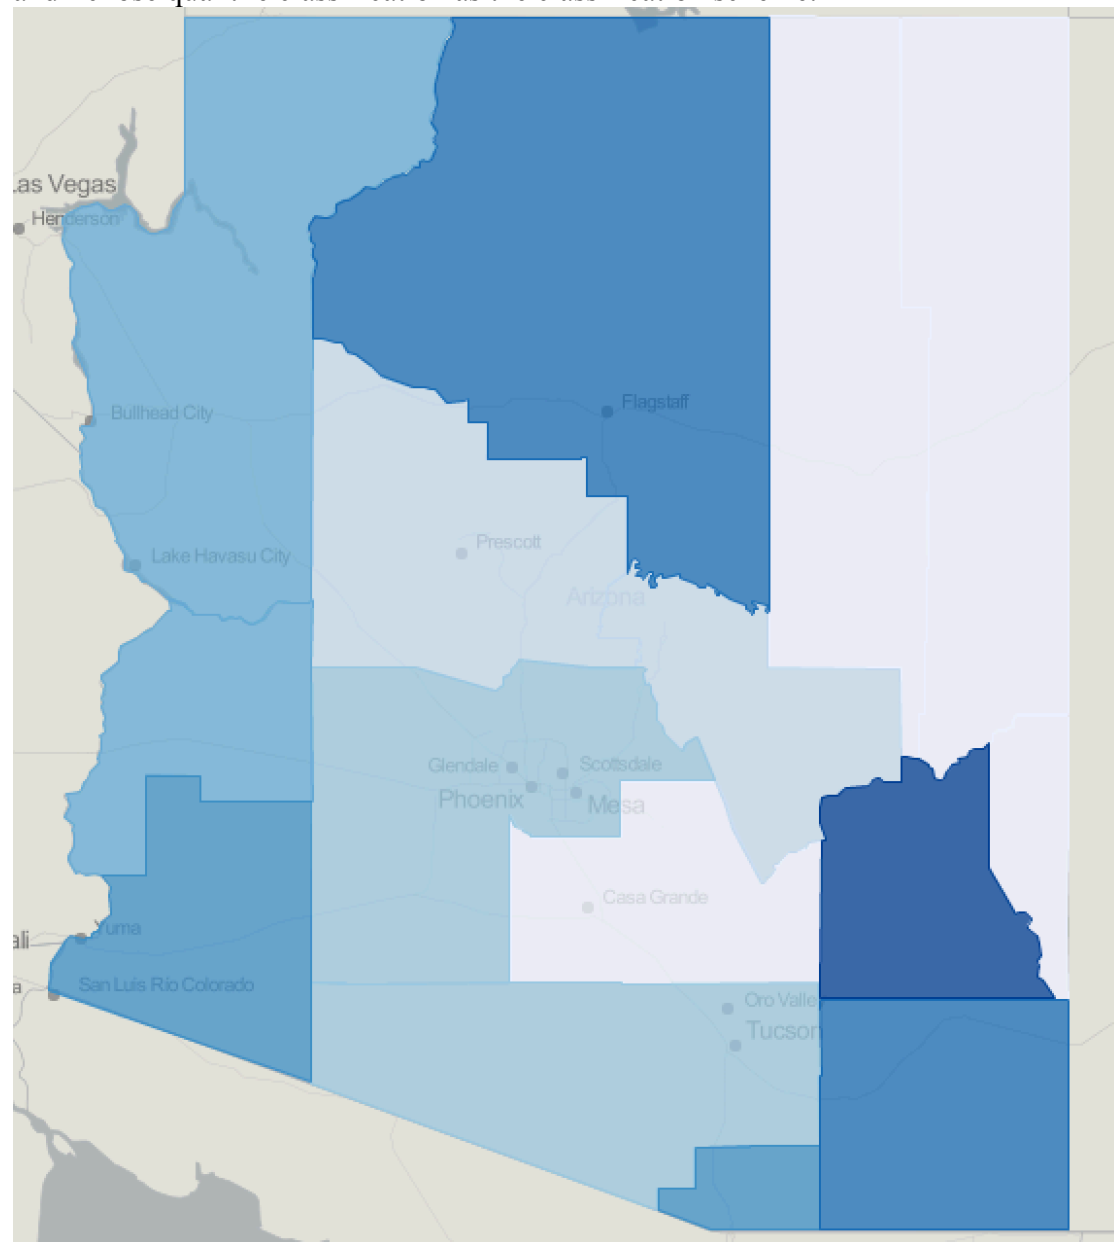 Las Vegas
Henderson
Bullhead City
Flagstaff
Lake Havasu City
Prescott
Arizona
Glendale
Scottsdale
Phoenix
Mesa
Casa Grande
Yuma
ali
San Luis Río Colorado
a
Oro Valley
Tucson